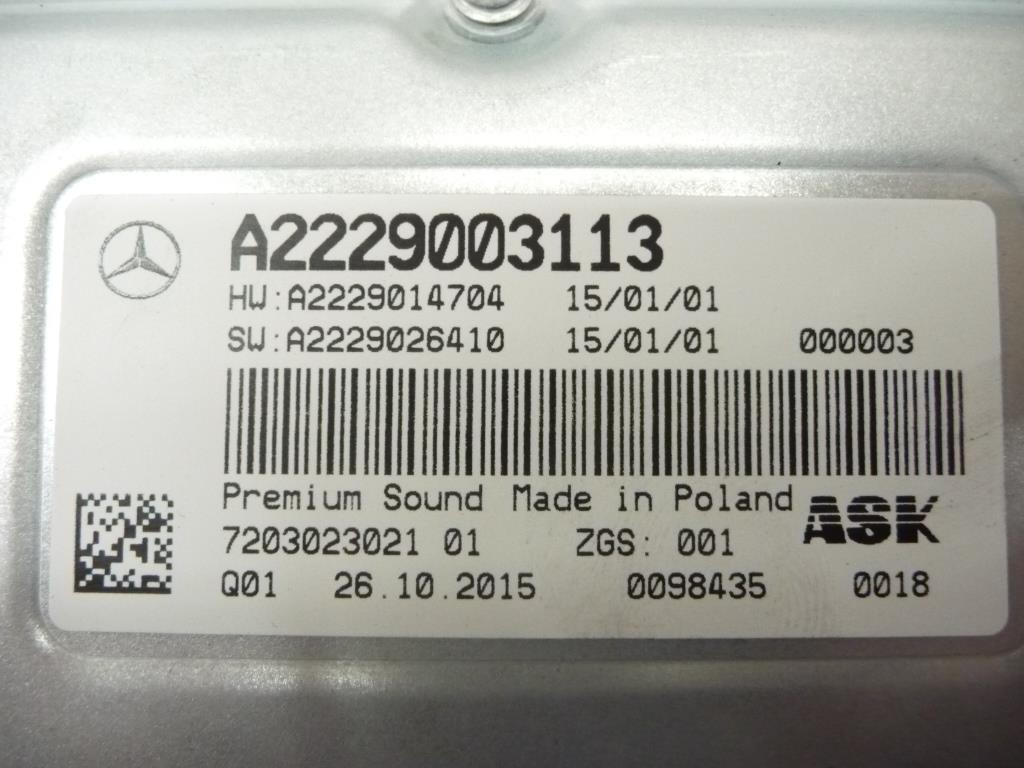 A2229003113
HW:A2229014704 15/01/01
SW:A2229026410 15/01/01 000003
Premium Sound Made in Poland ASK
7203023021 01 ZGS: 001
Q01 26.10.2015 0098435 0018